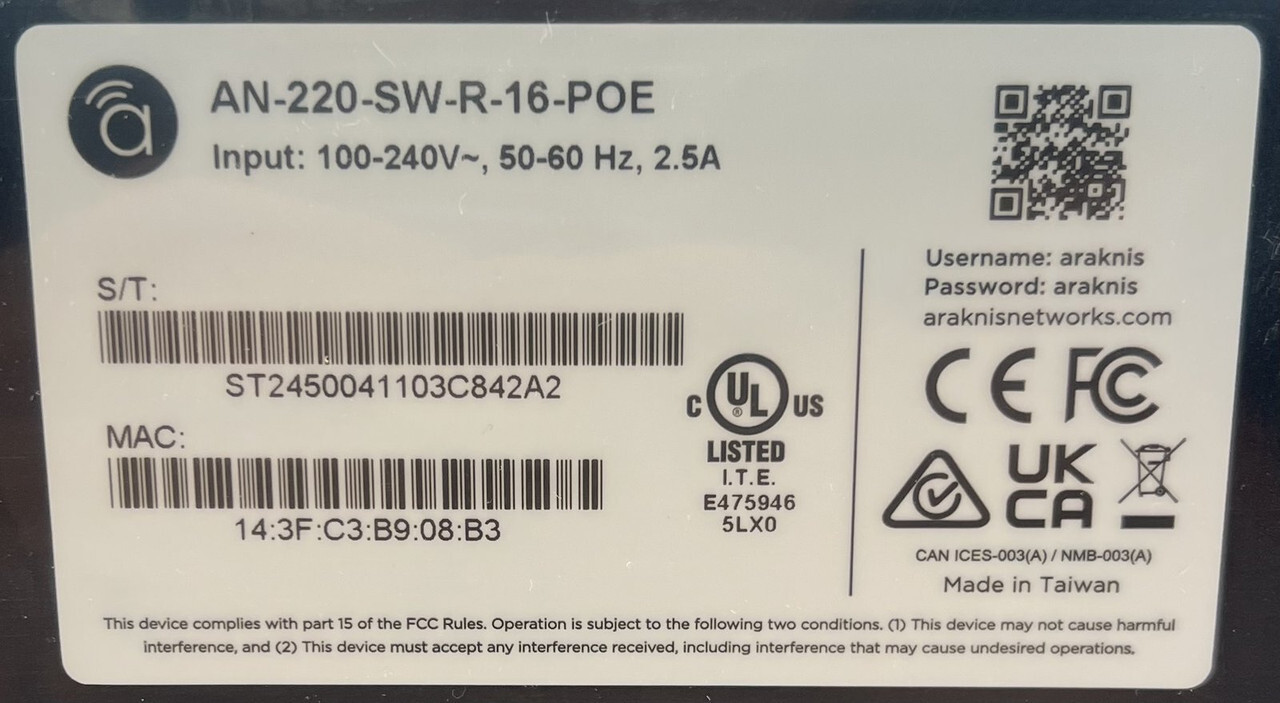 AN-220-SW-R-16-POE
Input: 100-240V~, 50-60 Hz, 2.5A
S/T:
ST2450041103C842A2
MAC:
14:3F:C3:B9:08:B3
C UL® US
LISTED
I.T.E.
E475946
5LX0
Username: araknis
Password: araknis
araknisnetworks.com
CE FC
UK
CA
CAN ICES-003(A) / NMB-003(A)
Made in Taiwan
This device complies with part 15 of the FCC Rules. Operation is subject to the following two conditions. (1) This device may not cause harmful
interference, and (2) This device must accept any interference received, including interference that may cause undesired operations.